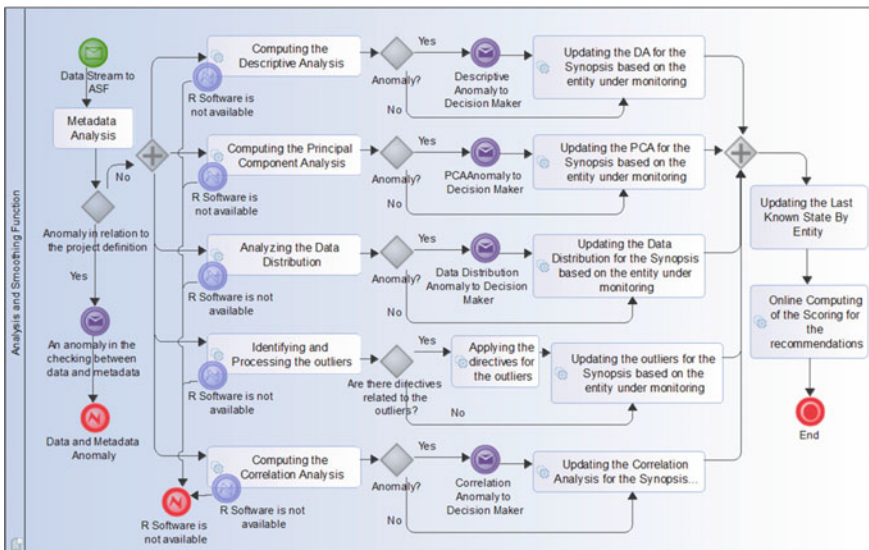 Analysis and Smoothing Function
Data Stream to
ASF
Metadata
Analysis
No
Anomaly in relation to
the project definition
Yes
An anomaly in the
checking between
data and metadata
Data and Metadata
Anomaly
Computing the
Descriptive Analysis
R Software is
not available
Anomaly?
Yes
No
Descriptive
Anomaly to
Decision Maker
Updating the DA for the
Synopsis based on the
entity under monitoring
Computing the Principal
Component Analysis
R Software is
not available
Anomaly?
Yes
No
PCAAnomaly to
Decision Maker
Updating the PCA for the
Synopsis based on the
entity under monitoring
Analyzing the Data
Distribution
R Software is
not available
Anomaly?
Yes
No
Data Distribution
Anomaly to Decision
Maker
Updating the Data
Distribution for the Synopsis
based on the entity under
monitoring
Identifying and
Processing the outliers
R Software is
not available
Are there directives
related to the
outliers?
Yes
No
Applying the
directives for
the outliers
Updating the outliers for the
Synopsis based on the
entity under monitoring
Computing the
Correlation Analysis
R Software is
not available
R Software is
not available
Anomaly?
Yes
No
Correlation
Anomaly to
Decision Maker
Updating the Correlation
Analysis for the Synopsis...
Updating the Last
Known State By
Entity
Online Computing
of the Scoring for
the
recommendations
End